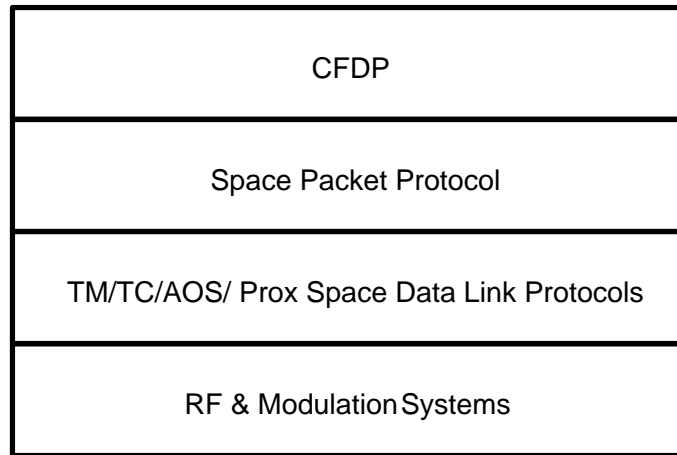 CFDP
Space Packet Protocol
TM/TC/AOS/ Prox Space Data Link Protocols
RF & Modulation Systems